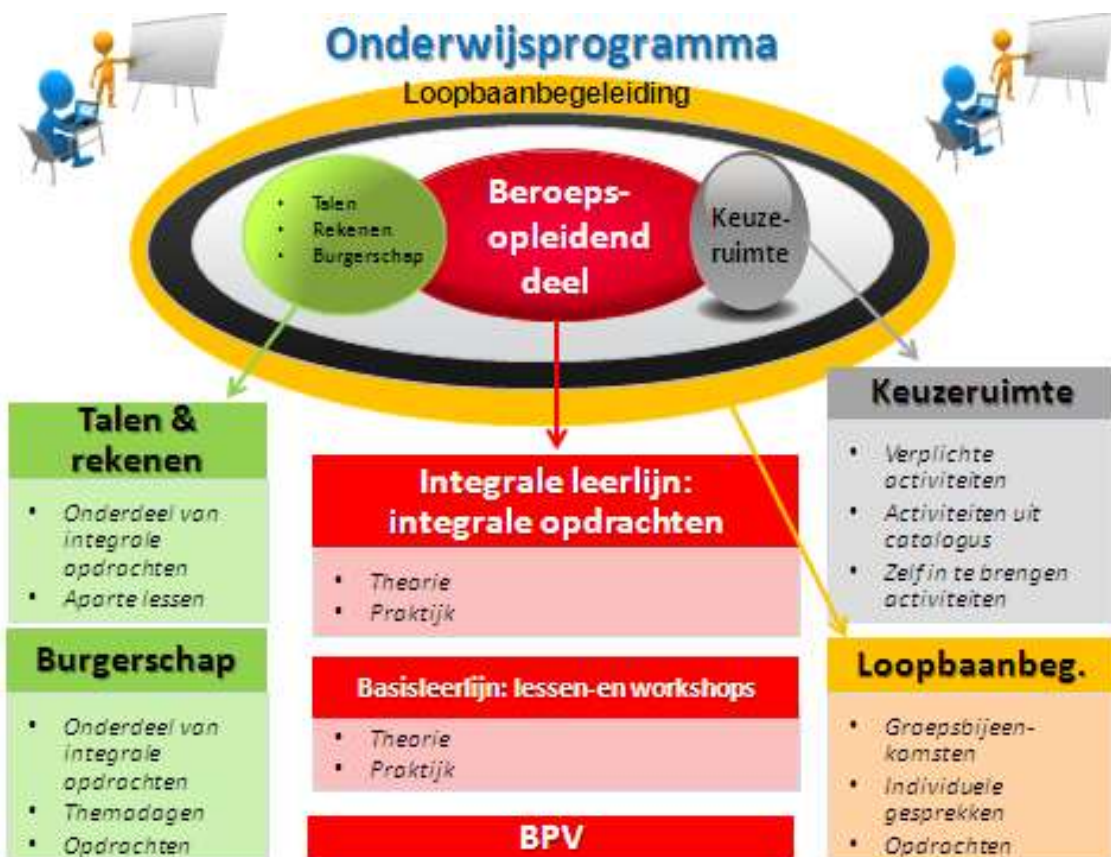 Onderwijsprogramma
Loopbaanbegeleiding
• Talen
• Rekenen
• Burgerschap
Beroeps-
opleidend
deel
Keuze-
ruimte
Talen &
rekenen
• Onderdeel van
integrale
opdrachten
• Aparte lessen
Burgerschap
• Onderdeel van
integrale
opdrachten
• Themadagen
• Opdrachten
Integrale leerlijn:
integrale opdrachten
• Theorie
• Praktijk
Basisleerlijn: lessen-en workshops
• Theorie
• Praktijk
BPV
Keuzeruimte
• Verplichte
activiteiten
• Activiteiten uit
catalogus
• Zelf in te brengen
activiteiten
Loopbaanbeg.
• Groepsbijeen-
komsten
• Individuele
gesprekken
• Opdrachten